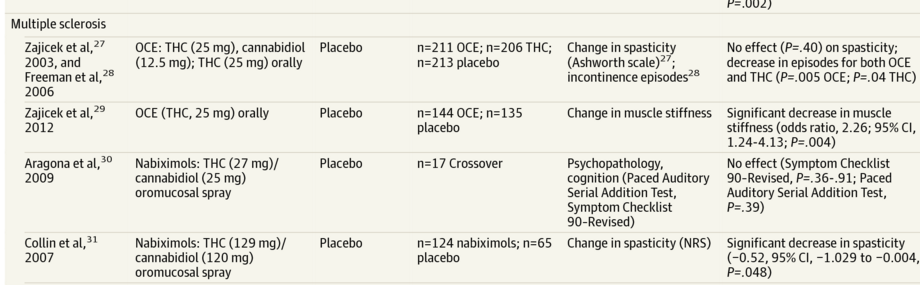 P=.002)
Multiple sclerosis
Zajicek et al,27
2003, and
Freeman et al,28
2006
OCE: THC (25 mg), cannabidiol
(12.5 mg); THC (25 mg) orally
Placebo
n=211 OCE; n=206 THC;
n=213 placebo
Change in spasticity
(Ashworth scale)27;
incontinence episodes28
No effect (P=.40) on spasticity;
decrease in episodes for both OCE
and THC (P=.005 OCE; P=.04 THC)
Zajicek et al,29
2012
OCE (THC, 25 mg) orally
Placebo
n=144 OCE; n=135
placebo
Change in muscle stiffness
Significant decrease in muscle
stiffness (odds ratio, 2.26; 95% CI,
1.24-4.13; P=.004)
Aragona et al,30
2009
Nabiximols: THC (27 mg)/
cannabidiol (25 mg)
oromucosal spray
Placebo
n=17 Crossover
Psychopathology,
cognition (Paced Auditory
Serial Addition Test,
Symptom Checklist
90-Revised)
No effect (Symptom Checklist
90-Revised, P=.36-.91; Paced
Auditory Serial Addition Test,
P=.39)
Collin et al,31
2007
Nabiximols: THC (129 mg)/
cannabidiol (120 mg)
oromucosal spray
Placebo
n=124 nabiximols; n=65
placebo
Change in spasticity (NRS)
Significant decrease in spasticity
(−0.52, 95% CI, −1.029 to −0.004,
P=.048)